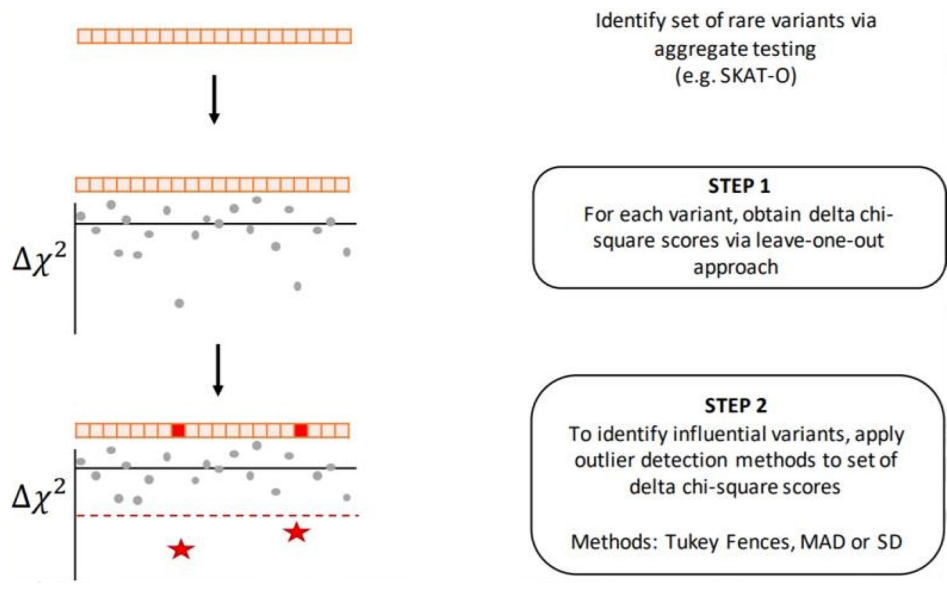 Identify set of rare variants via
aggregate testing
(e.g. SKAT-O)
STEP 1
For each variant, obtain delta chi-
square scores via leave-one-out
approach
Δχ²
STEP 2
To identify influential variants, apply
outlier detection methods to set of
delta chi-square scores
Methods: Tukey Fences, MAD or SD
Δχ²